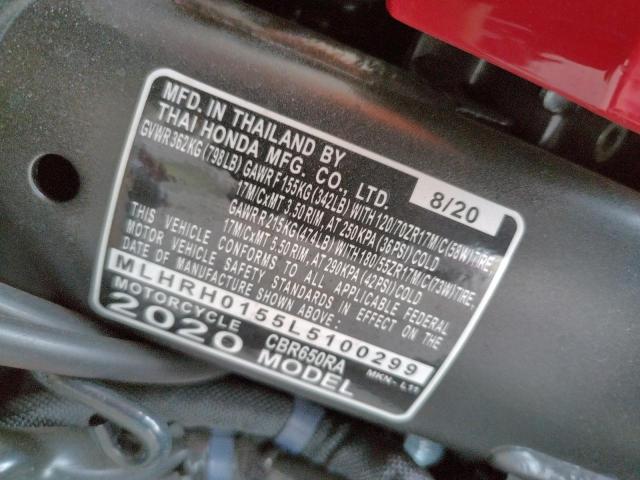 MFD. IN THAILAND BY
THAI HONDA MFG. CO., LTD.
8/20
GVWR 362KG (798LB) GAWR F 155KG (342LB) WITH 120/70ZR17M/C(58W)TIRE,
17M/CxMT 3.50 RIM, AT 250KPA (36PSI) COLD
GAWR R 215KG (474LB) WITH 180/55ZR17M/C(73W)TIRE,
17M/CxMT 5.50 RIM, AT 290KPA (42PSI) COLD
THIS VEHICLE CONFORMS TO ALL APPLICABLE FEDERAL
MOTOR VEHICLE SAFETY STANDARDS IN EFFECT ON THE
DATE OF MANUFACTURE SHOWN ABOVE:
MLHRH0155L5100299
MOTORCYCLE CBR650RA
2020 MODEL